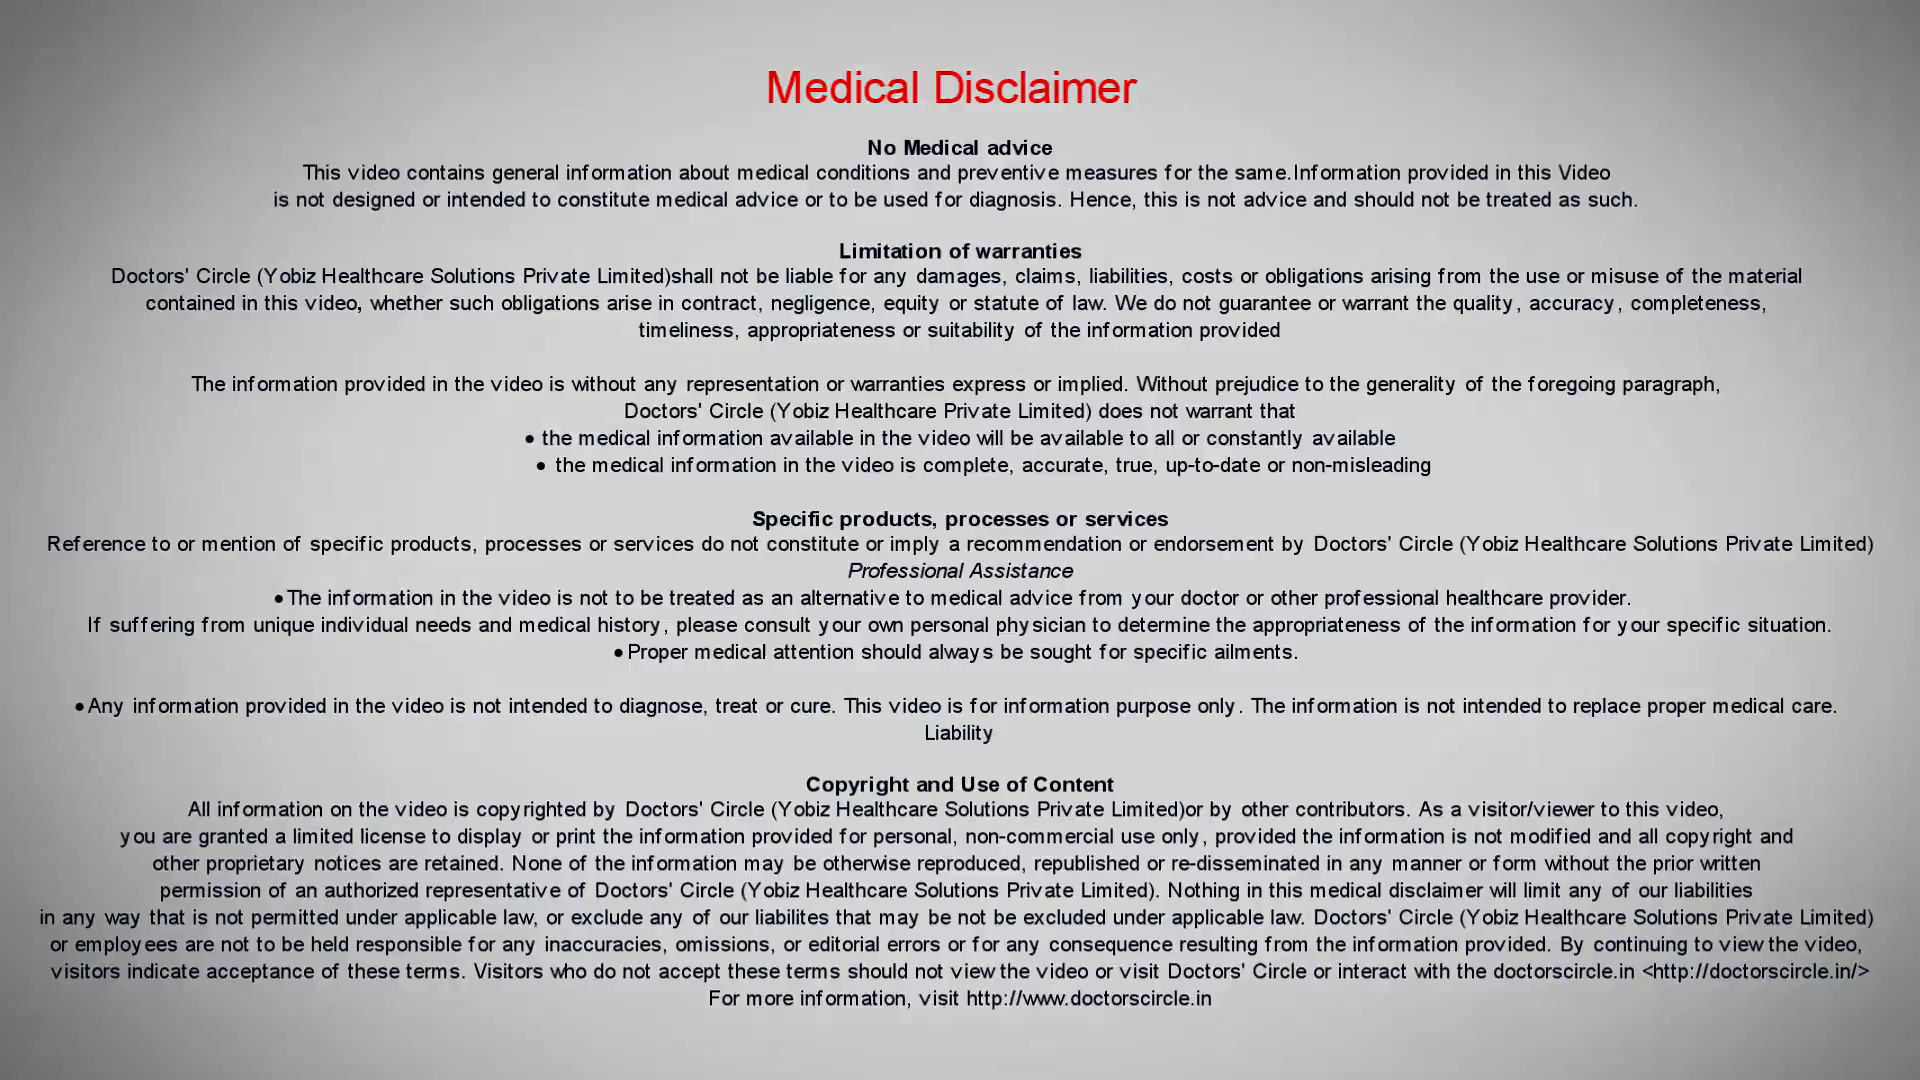 Medical Disclaimer
No Medical advice
This video contains general information about medical conditions and preventive measures for the same.Information provided in this Video
is not designed or intended to constitute medical advice or to be used for diagnosis. Hence, this is not advice and should not be treated as such.
Limitation of warranties
Doctors' Circle (Yobiz Healthcare Solutions Private Limited)shall not be liable for any damages, claims, liabilities, costs or obligations arising from the use or misuse of the material
contained in this video, whether such obligations arise in contract, negligence, equity or statute of law. We do not guarantee or warrant the quality, accuracy, completeness,
timeliness, appropriateness or suitability of the information provided
The information provided in the video is without any representation or warranties express or implied. Without prejudice to the generality of the foregoing paragraph,
Doctors' Circle (Yobiz Healthcare Private Limited) does not warrant that
• the medical information available in the video will be available to all or constantly available
• the medical information in the video is complete, accurate, true, up-to-date or non-misleading
Specific products, processes or services
Reference to or mention of specific products, processes or services do not constitute or imply a recommendation or endorsement by Doctors' Circle (Yobiz Healthcare Solutions Private Limited)
Professional Assistance
•The information in the video is not to be treated as an alternative to medical advice from your doctor or other professional healthcare provider.
If suffering from unique individual needs and medical history, please consult your own personal physician to determine the appropriateness of the information for your specific situation.
•Proper medical attention should always be sought for specific ailments.
•Any information provided in the video is not intended to diagnose, treat or cure. This video is for information purpose only. The information is not intended to replace proper medical care.
Liability
Copyright and Use of Content
All information on the video is copyrighted by Doctors' Circle (Yobiz Healthcare Solutions Private Limited)or by other contributors. As a visitor/viewer to this video,
you are granted a limited license to display or print the information provided for personal, non-commercial use only, provided the information is not modified and all copyright and
other proprietary notices are retained. None of the information may be otherwise reproduced, republished or re-disseminated in any manner or form without the prior written
permission of an authorized representative of Doctors' Circle (Yobiz Healthcare Solutions Private Limited). Nothing in this medical disclaimer will limit any of our liabilities
in any way that is not permitted under applicable law, or exclude any of our liabilites that may be not be excluded under applicable law. Doctors' Circle (Yobiz Healthcare Solutions Private Limited)
or employees are not to be held responsible for any inaccuracies, omissions, or editorial errors or for any consequence resulting from the information provided. By continuing to view the video,
visitors indicate acceptance of these terms. Visitors who do not accept these terms should not view the video or visit Doctors' Circle or interact with the doctorscircle.in <http://doctorscircle.in/>
For more information, visit http://www.doctorscircle.in